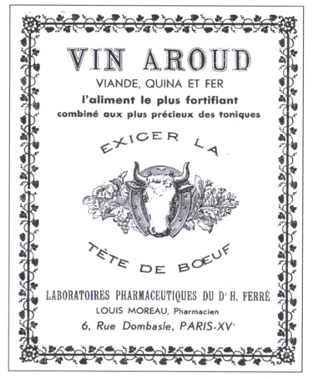 VIN AROUD
VIANDE, QUINA ET FER
l'aliment le plus fortifiant
combiné aux plus précieux des toniques
EXIGER LA
TÊTE DE BŒUF
LABORATOIRES PHARMACEUTIQUES DU Dr H. FERRÉ
LOUIS MOREAU, Pharmacien
6, Rue Dombasle, PARIS-XVe